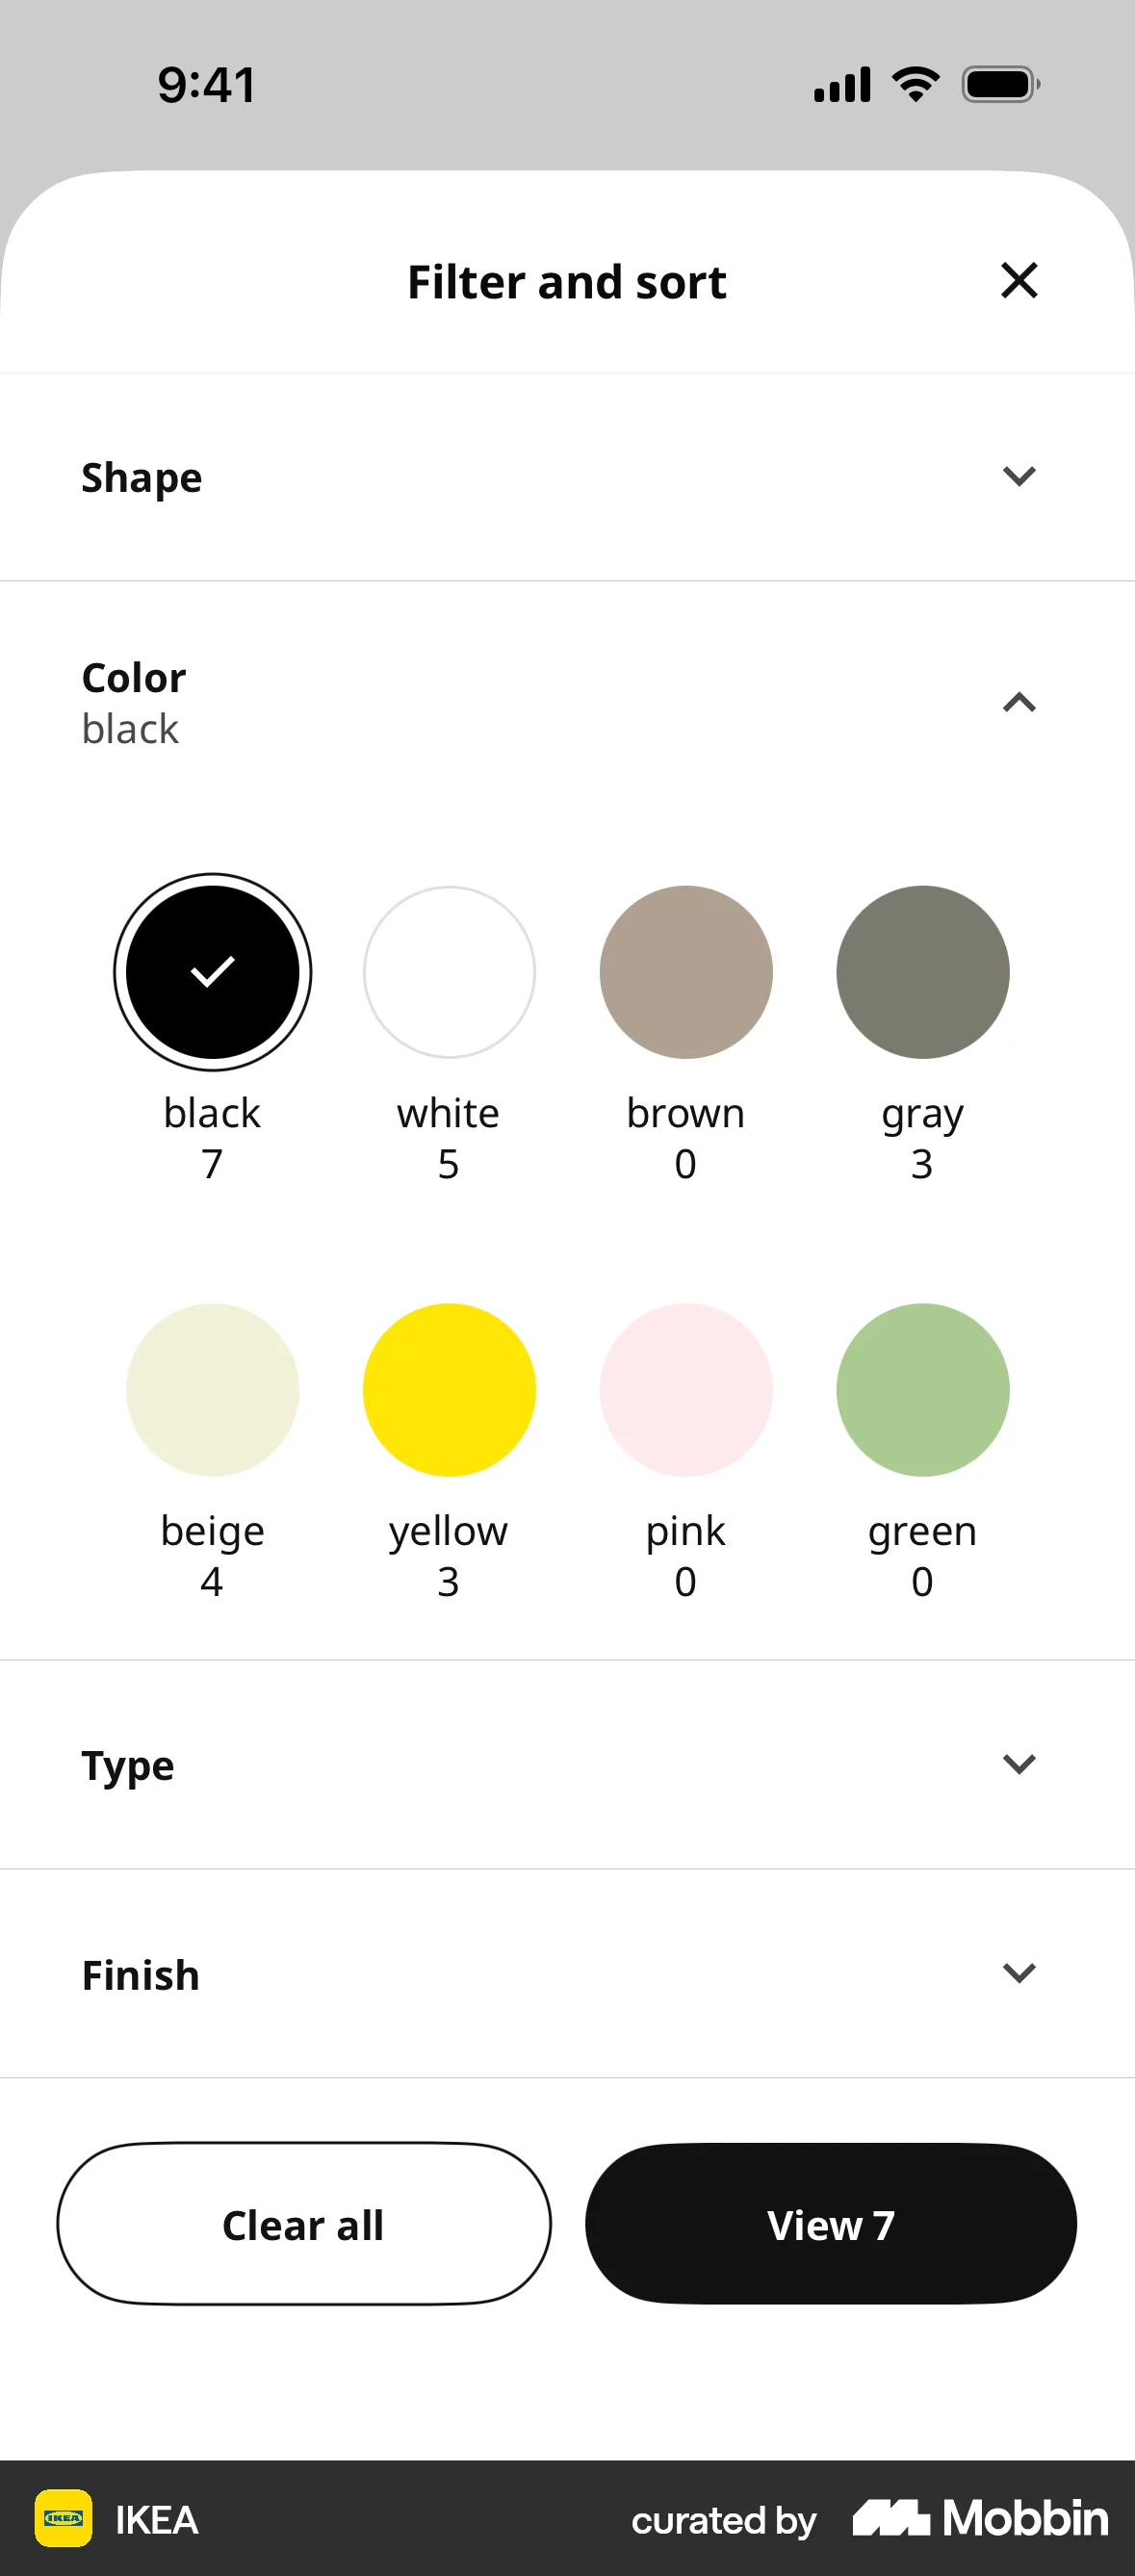 9:41
Filter and sort
Shape
Color
black
black white brown gray
7 5 0 3
beige yellow pink green
4 3 0 0
Type
Finish
Clear all View 7
IKEA IKEA curated by Mobbin